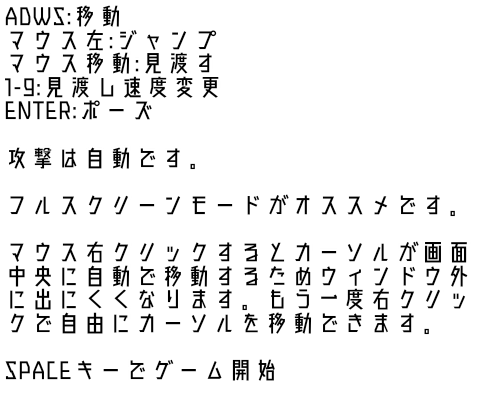 ADWS:移動
マウス左:ジャンプ
マウス移動:見渡す
1-9:見渡し速度変更
ENTER:ポーズ
攻撃は自動です。
フルスクリーンモードがオススメです。
マウス右クリックするとカーソルが画面
中央に自動で移動するためウィンドウ外
に出にくくなります。もう一度右クリッ
クで自由にカーソルを移動できます。
SPACEキーでゲーム開始